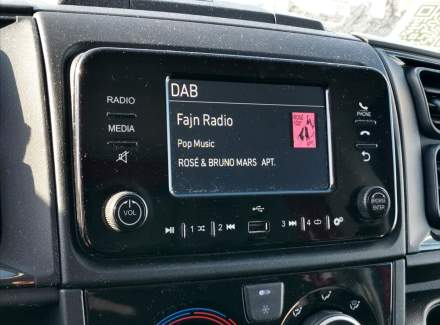 DAB
RADIO
Fajn Radio
PHONE
MEDIA
Pop Music
ROSÉ & BRUNO MARS APT.
VOL
1 2 3 4
BROWSE
ENTER